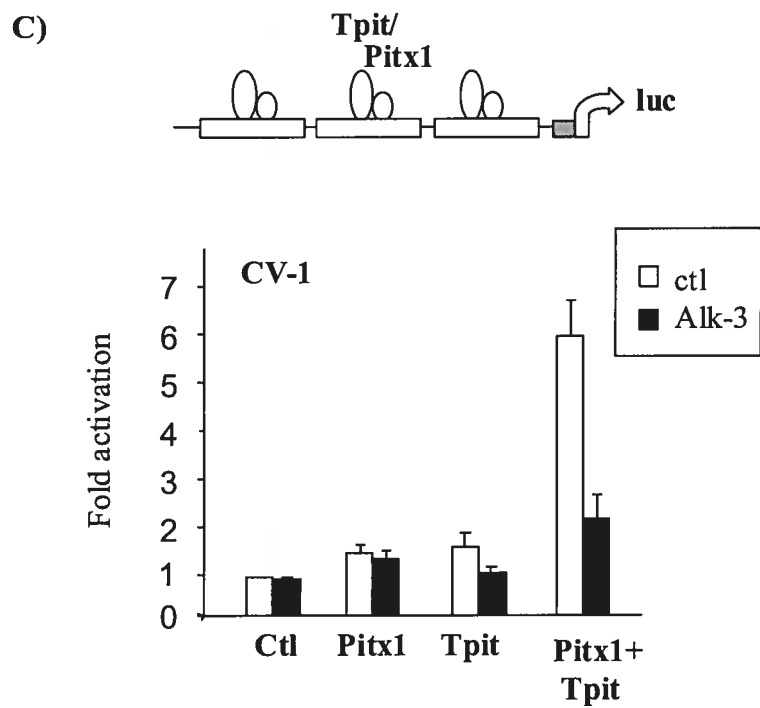 C)
Tpit/
Pitx1
luc
CV-1
ctl
Alk-3
Fold activation
7
6
5
4
3
2
1
0
Ctl
Pitx1
Tpit
Pitx1+
Tpit